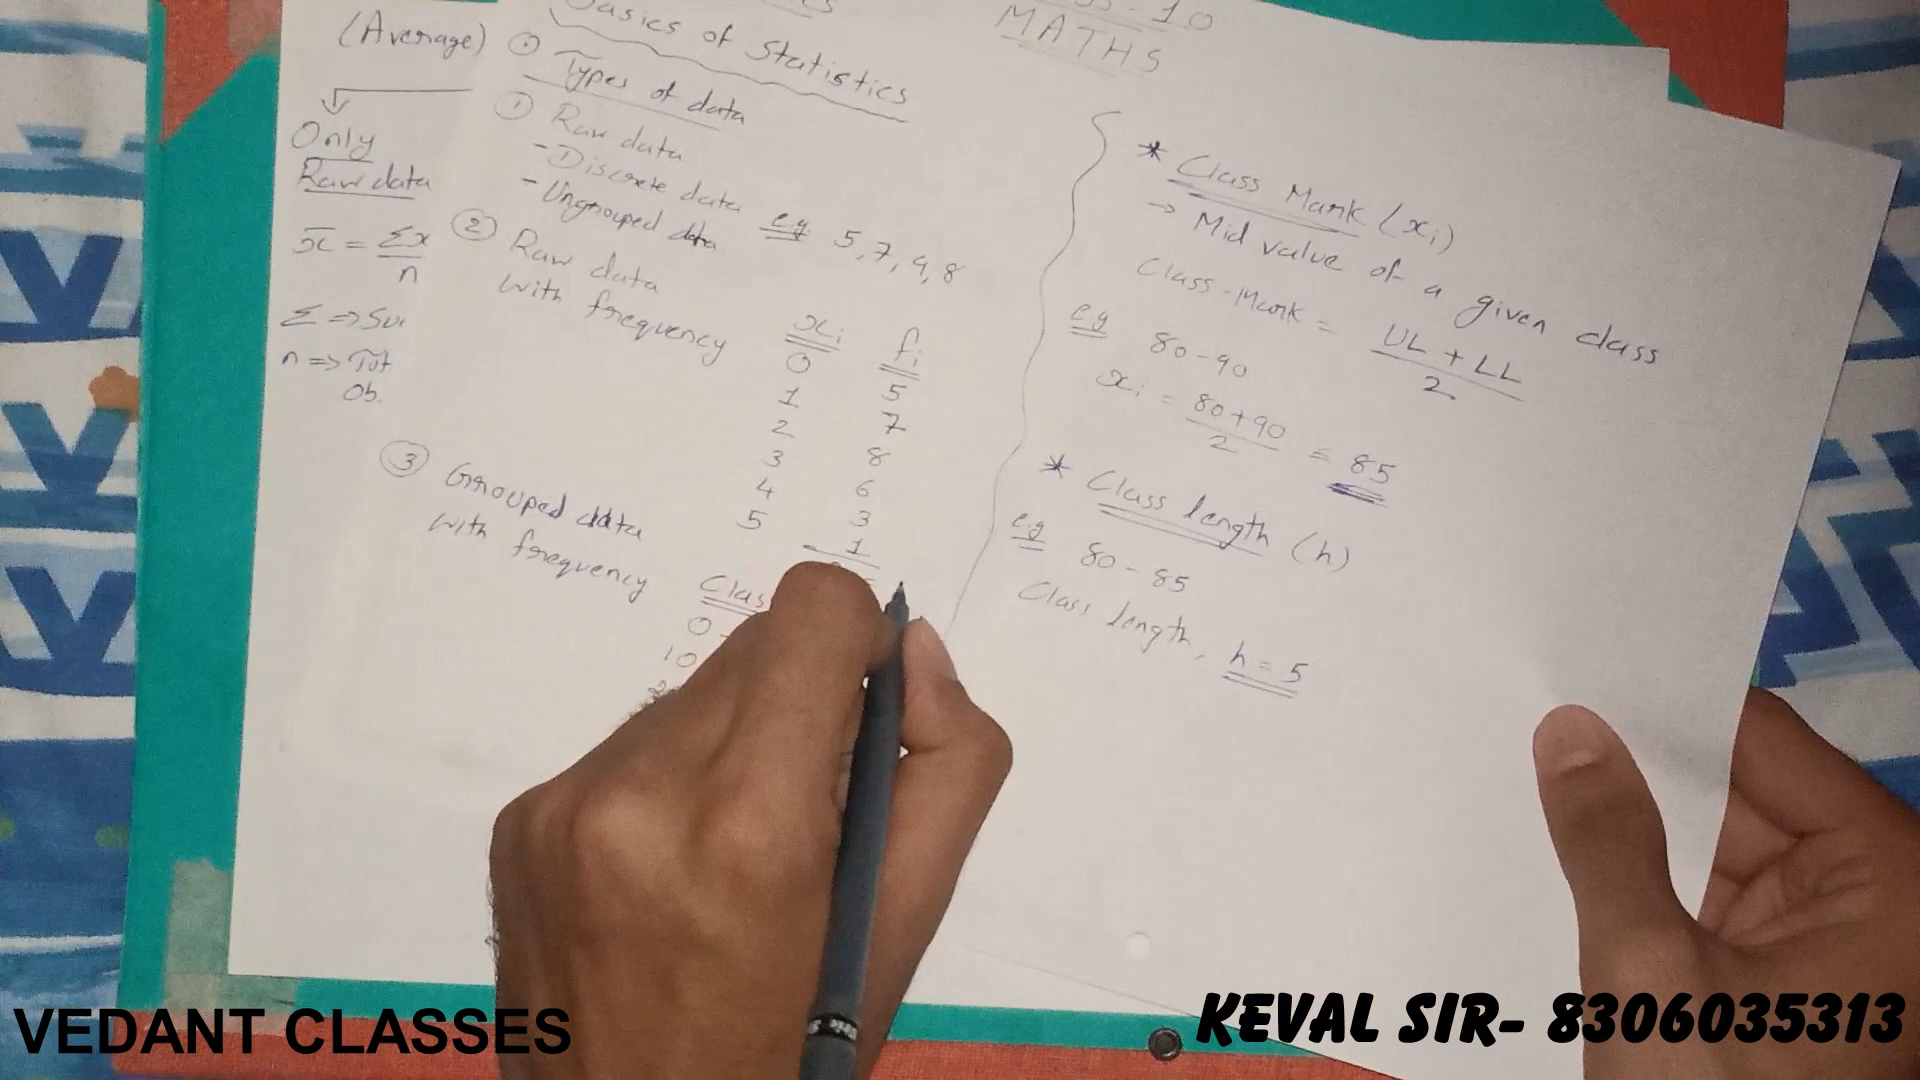 (Average)
Only
Raw data
x̄ = Σx
n
Σ ⇒
n ⇒ Tot
Ob.
Basics of Statistics
Types of data
① Raw data
- Discrete data
- Ungrouped data e.g 5, 7, 9, 8
② Raw data
with frequency
xi fi
0 5
1 7
2 8
3 6
4 3
5 1
③ Grouped data
with frequency
0 -
10
10
MATHS
* Class Mark (xi)
→ Mid value of a given class
Class-Mark = UL + LL
2
e.g 80-90
xi = 80+90 = 85
2
* Class length (h)
e.g 80-85
Class length, h = 5
VEDANT CLASSES
KEVAL SIR- 8306035313